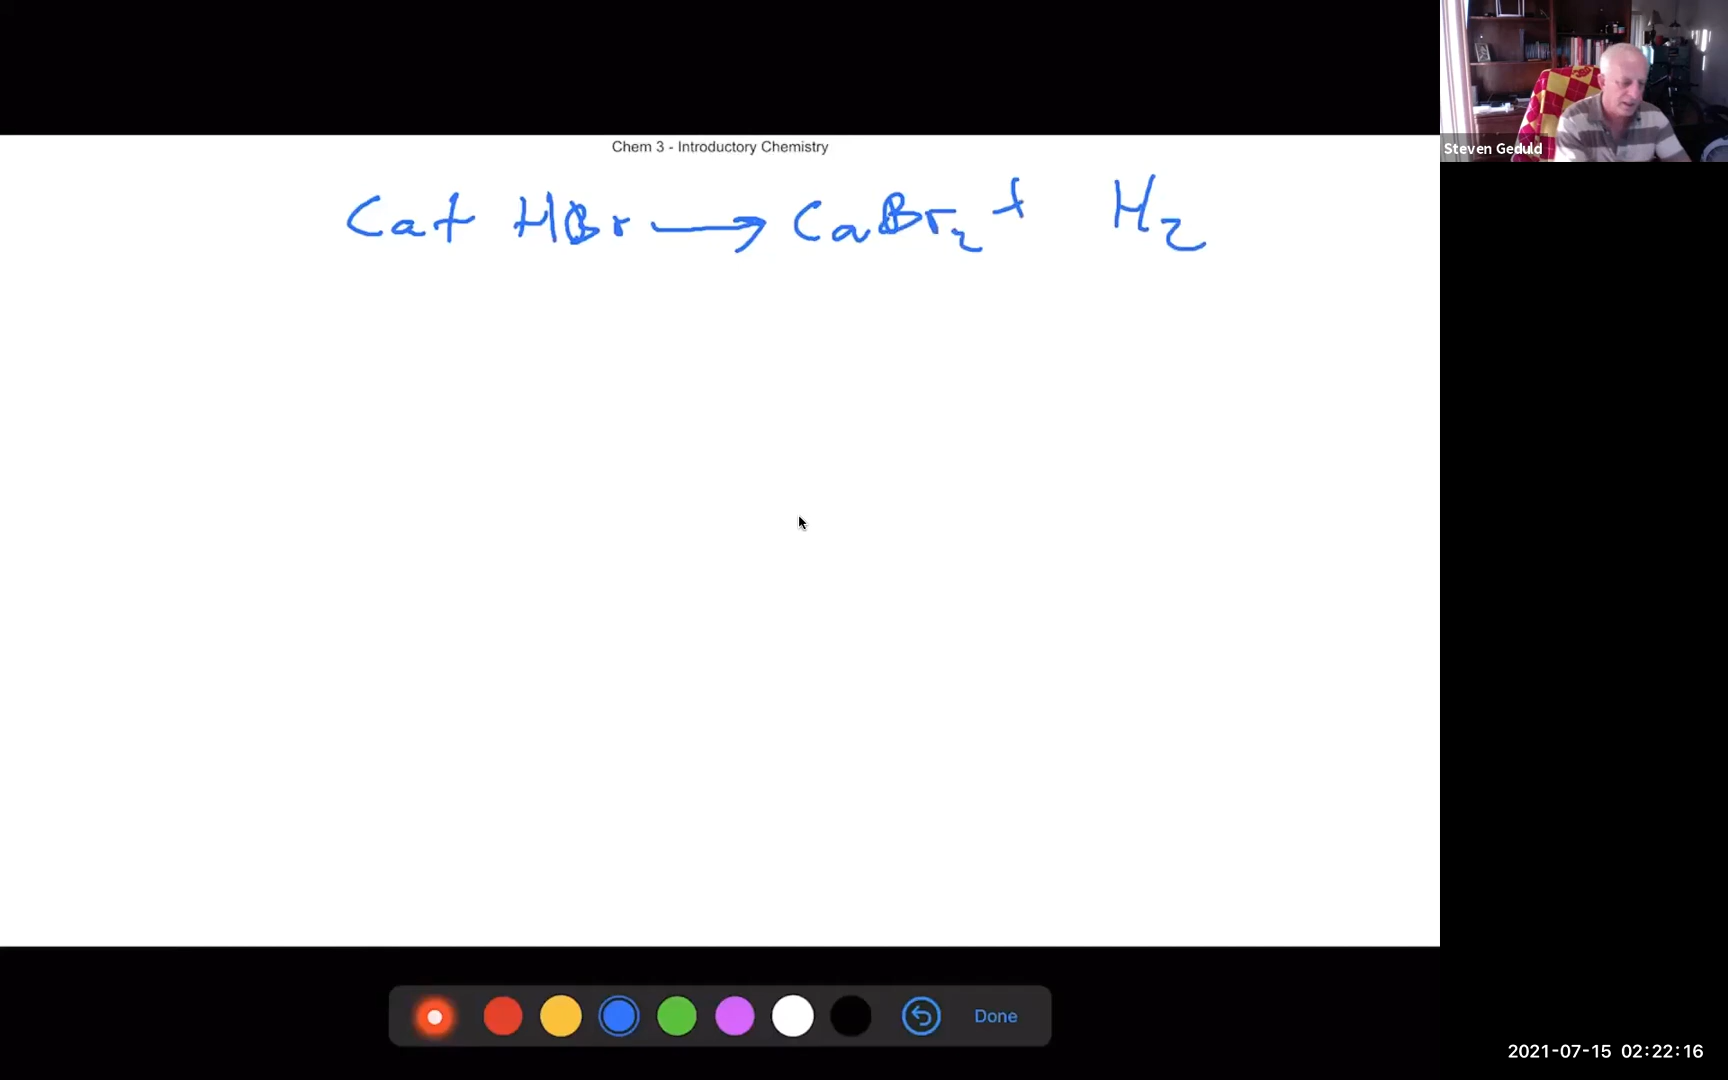 Steven Geduld
Chem 3 - Introductory Chemistry
Ca + HBr → CaBr₂ + H₂
Done
2021-07-15 02:22:16